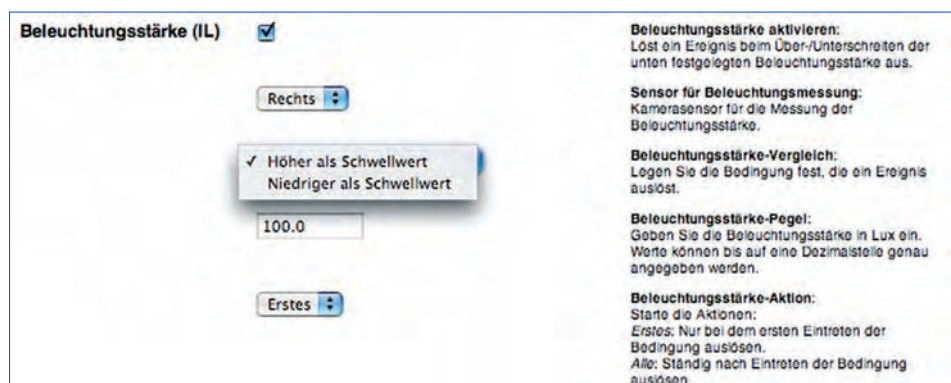 Beleuchtungsstärke (IL)
Beleuchtungsstärke aktivieren:
Löst ein Ereignis beim Über-/Unterschreiten der
unten festgelegten Beleuchtungsstärke aus.
Rechts
Sensor für Beleuchtungsmessung:
Kamerasensor für die Messung der
Beleuchtungsstärke.
✓ Höher als Schwellwert
Niedriger als Schwellwert
Beleuchtungsstärke-Vergleich:
Legen Sie die Bedingung fest, die ein Ereignis
auslöst.
100.0
Beleuchtungsstärke-Pegel:
Geben Sie die Beleuchtungsstärke in Lux ein.
Werte können bis auf eine Dezimalstelle genau
angegeben werden.
Erstes
Beleuchtungsstärke-Aktion:
Starte die Aktionen:
Erstes: Nur bei dem ersten Eintreten der
Bedingung auslösen.
Alle: Ständig nach Eintreten der Bedingung
auslösen.